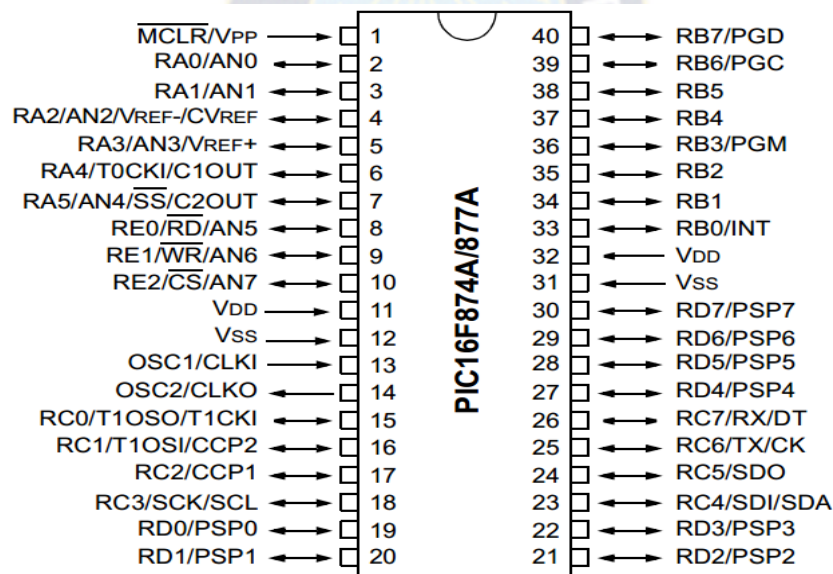 MCLR/VPP 1 40 RB7/PGD
RA0/AN0 2 39 RB6/PGC
RA1/AN1 3 38 RB5
RA2/AN2/VREF-/CVREF 4 37 RB4
RA3/AN3/VREF+ 5 36 RB3/PGM
RA4/T0CKI/C1OUT 6 35 RB2
RA5/AN4/SS/C2OUT 7 34 RB1
RE0/RD/AN5 8 33 RB0/INT
RE1/WR/AN6 9 32 VDD
RE2/CS/AN7 10 31 VSS
VDD 11 30 RD7/PSP7
VSS 12 29 RD6/PSP6
OSC1/CLKI 13 28 RD5/PSP5
OSC2/CLKO 14 27 RD4/PSP4
RC0/T1OSO/T1CKI 15 26 RC7/RX/DT
RC1/T1OSI/CCP2 16 25 RC6/TX/CK
RC2/CCP1 17 24 RC5/SDO
RC3/SCK/SCL 18 23 RC4/SDI/SDA
RD0/PSP0 19 22 RD3/PSP3
RD1/PSP1 20 21 RD2/PSP2
PIC16F874A/877A